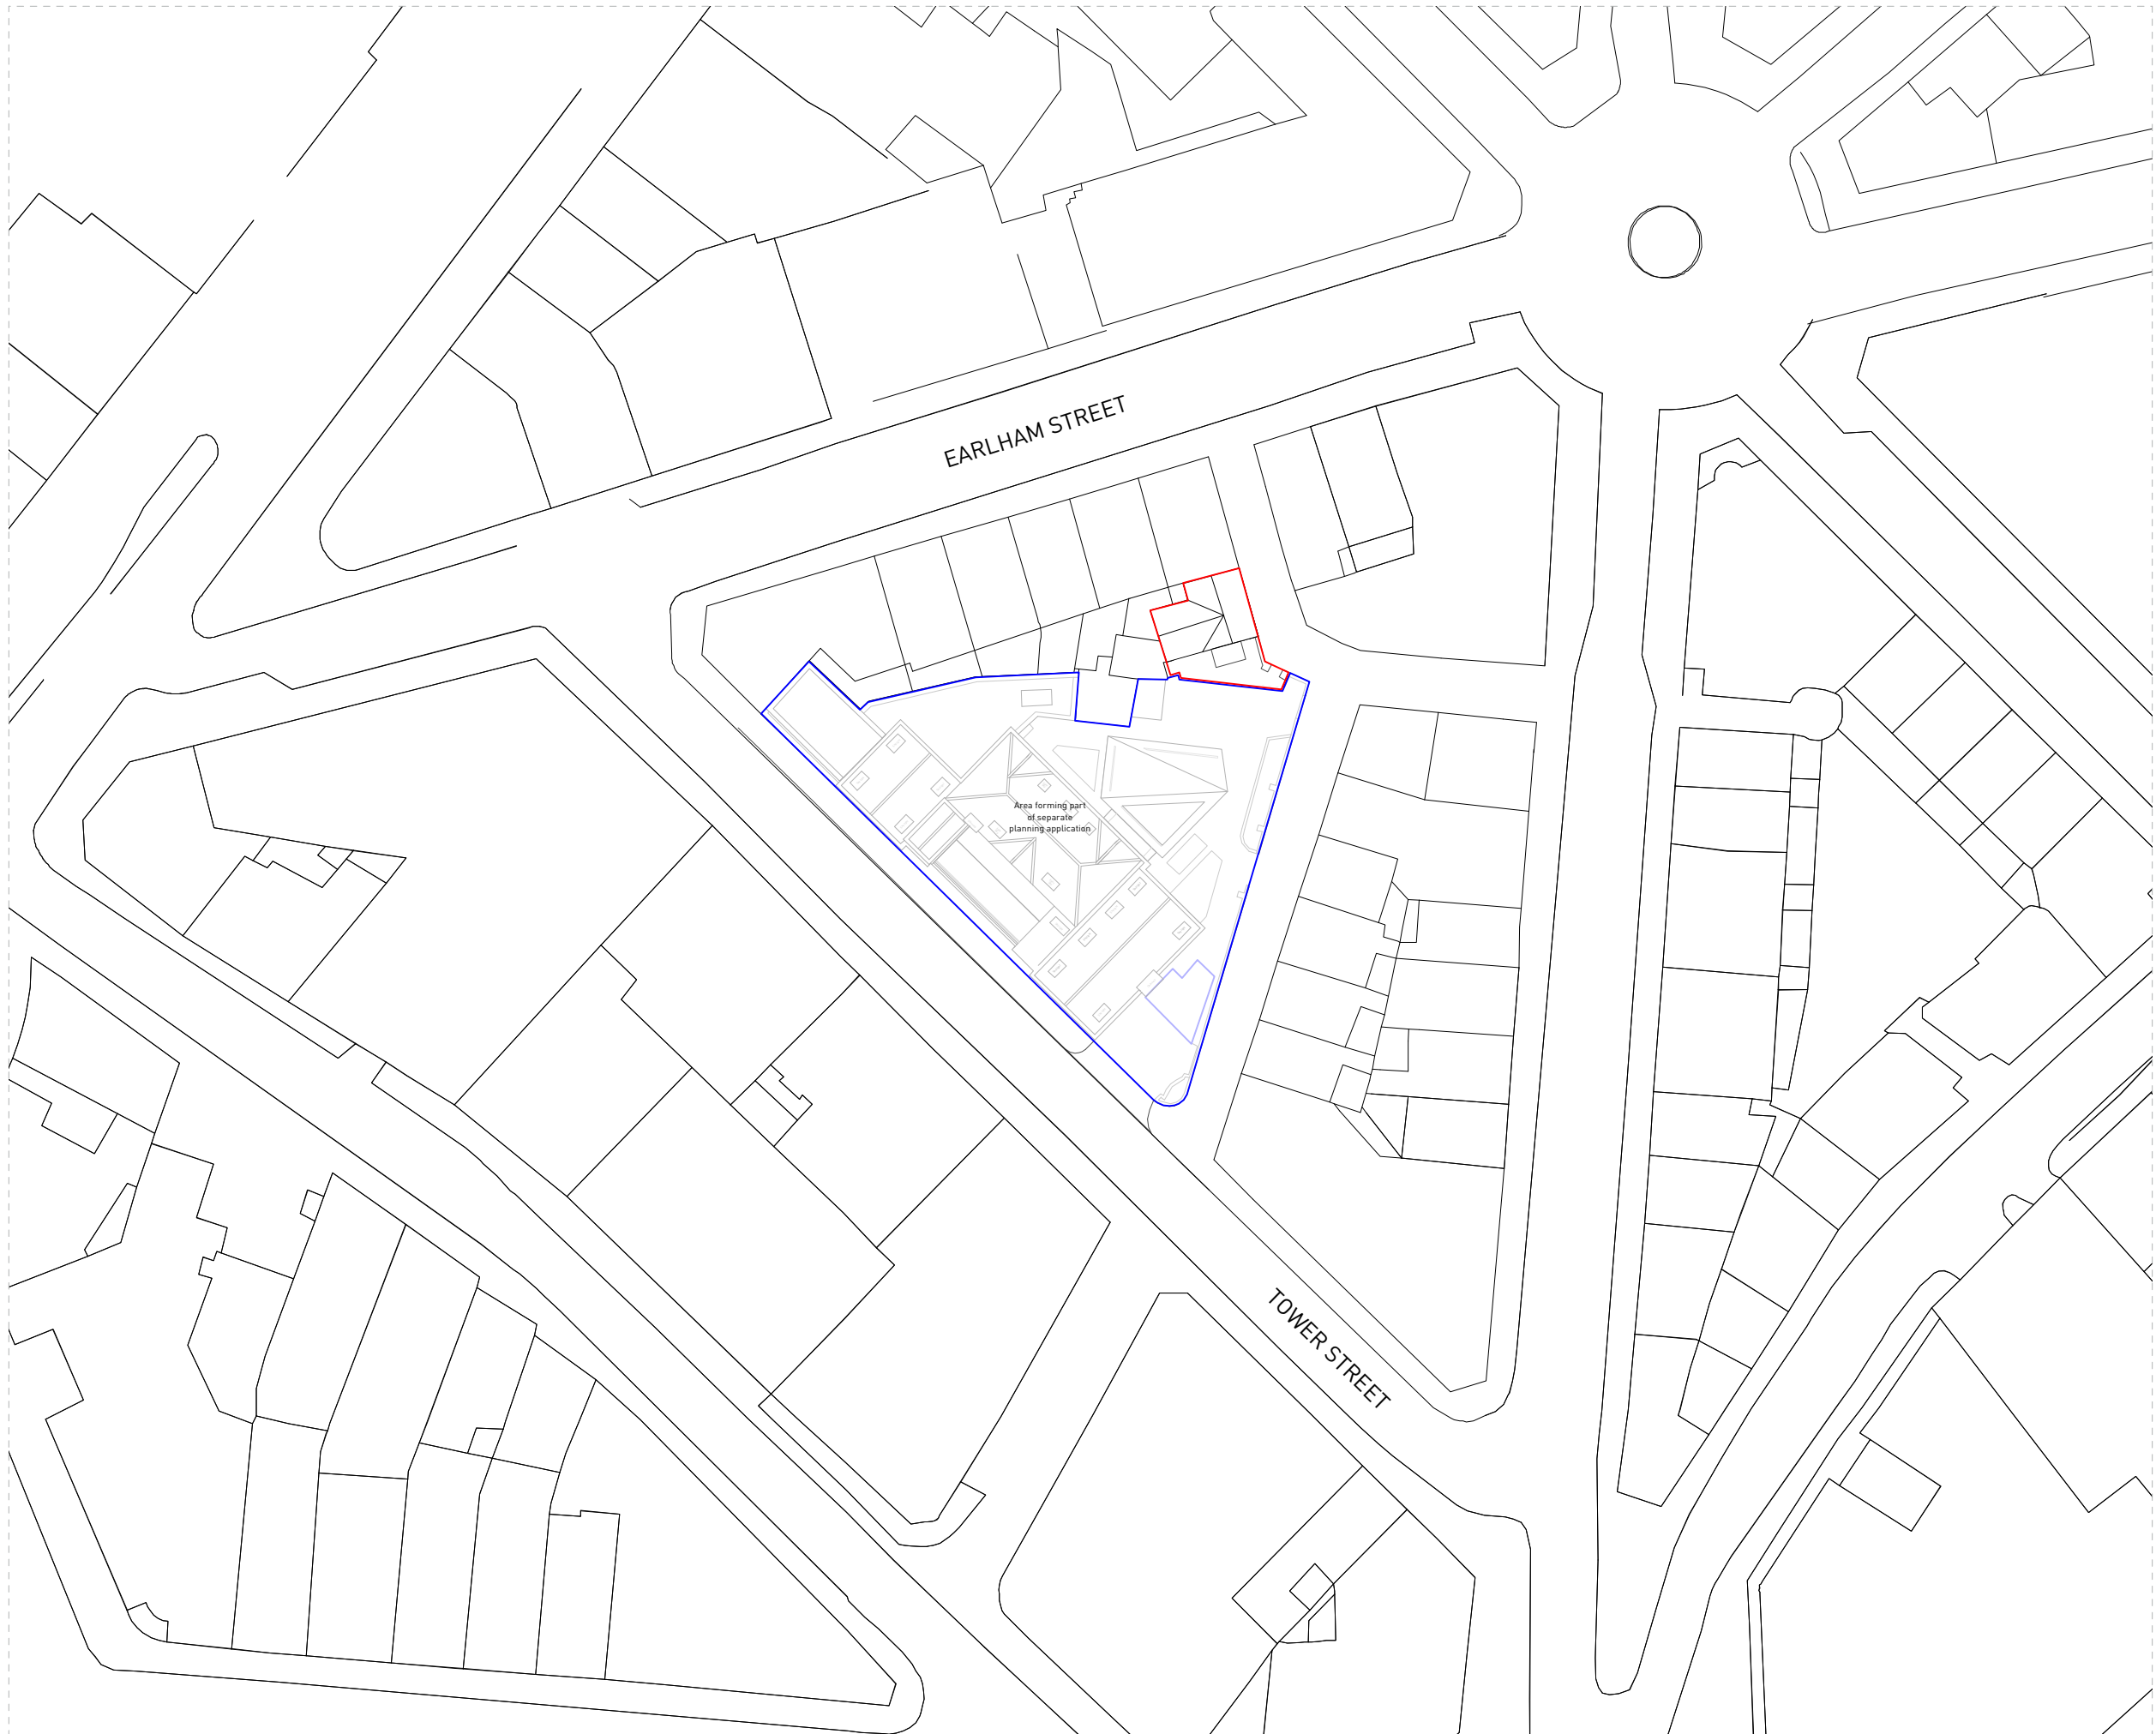 EARLHAM STREET
Area forming part
of separate
planning application
TOWER STREET